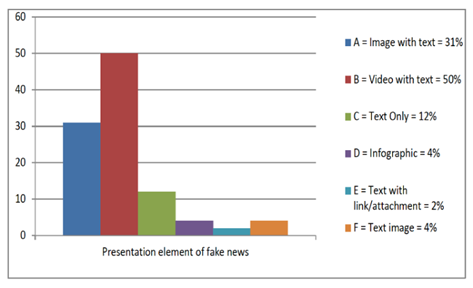 60
50
40
30
20
10
0
Presentation element of fake news
A = Image with text = 31%
B = Video with text = 50%
C = Text Only = 12%
D = Infographic = 4%
E = Text with
link/attachment = 2%
F = Text image = 4%